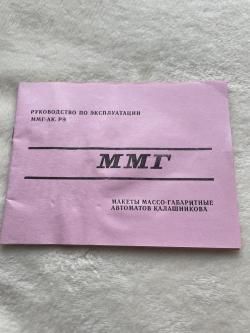 РУКОВОДСТВО ПО ЭКСПЛУАТАЦИИ
ММГ-АК. РЭ
ММГ
МАКЕТЫ МАССО-ГАБАРИТНЫЕ
АВТОМАТОВ КАЛАШНИКОВА